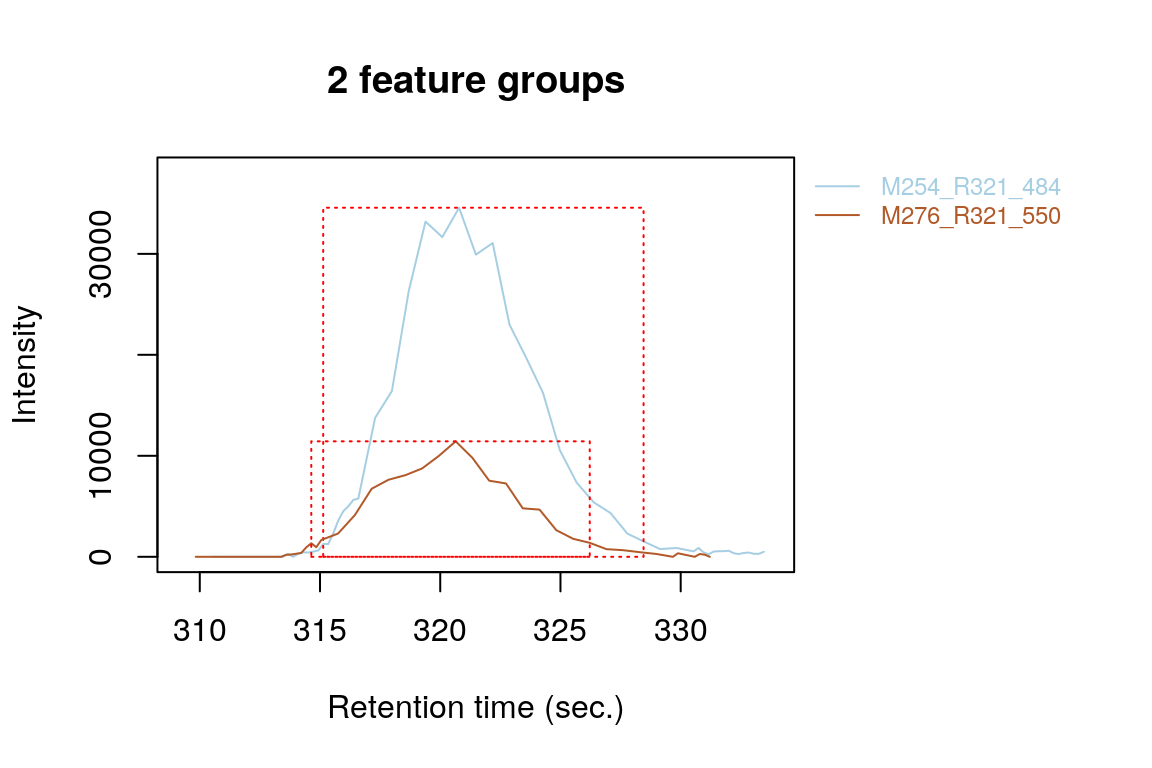 2 feature groups
M254_R321_484
M276_R321_550
30000
10000
0
Intensity
310 315 320 325 330
Retention time (sec.)